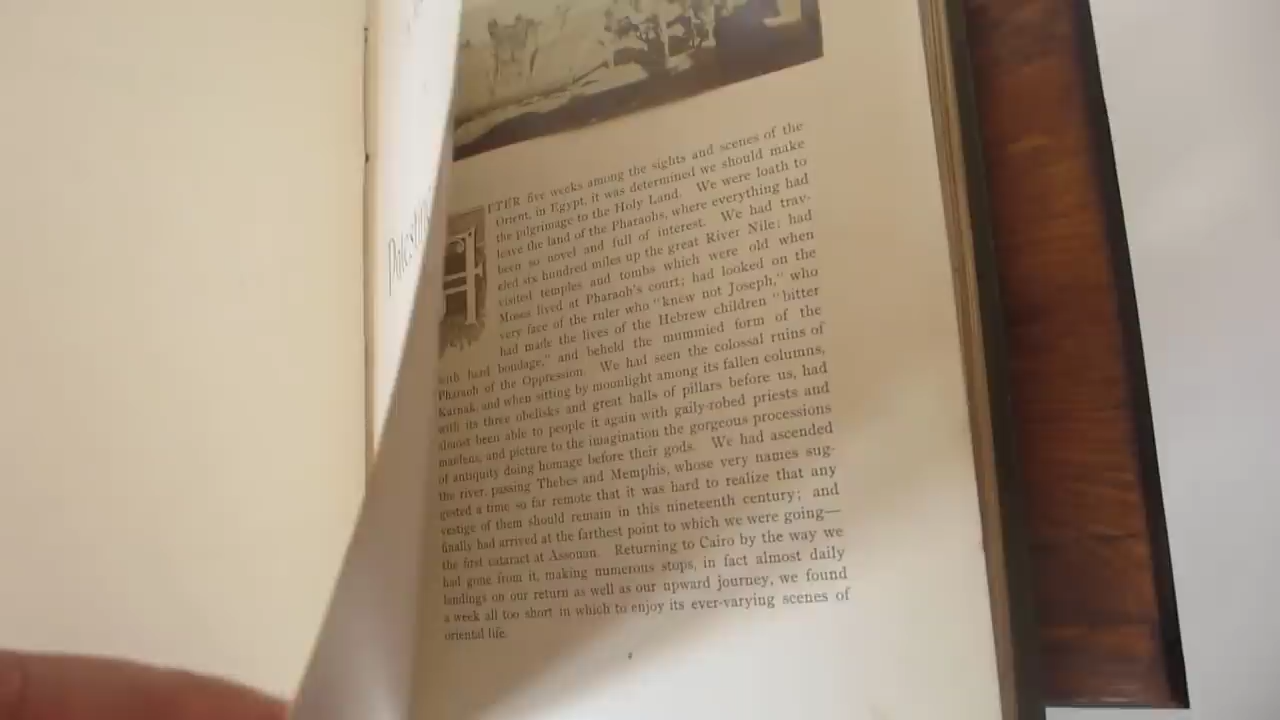 Palestine
AFTER five weeks among the sights and scenes of the
Orient, in Egypt, it was determined we should make
the pilgrimage to the Holy Land. We were loath to
leave the land of the Pharaohs, where everything had
been so novel and full of interest. We had trav-
eled six hundred miles up the great River Nile; had
visited temples and tombs which were old when
Moses lived at Pharaoh's court; had looked on the
very face of the ruler who "knew not Joseph," who
had made the lives of the Hebrew children "bitter
with hard bondage," and beheld the mummied form of the
Pharaoh of the Oppression. We had seen the colossal ruins of
Karnak, and when sitting by moonlight among its fallen columns,
with its three obelisks and great halls of pillars before us, had
almost been able to people it again with gaily-robed priests and
maidens, and picture to the imagination the gorgeous processions
of antiquity doing homage before their gods. We had ascended
the river, passing Thebes and Memphis, whose very names sug-
gested a time so far remote that it was hard to realize that any
vestige of them should remain in this nineteenth century; and
finally had arrived at the farthest point to which we were going—
the first cataract at Assouan. Returning to Cairo by the way we
had gone from it, making numerous stops, in fact almost daily
landings on our return as well as our upward journey, we found
a week all too short in which to enjoy its ever-varying scenes of
oriental life.